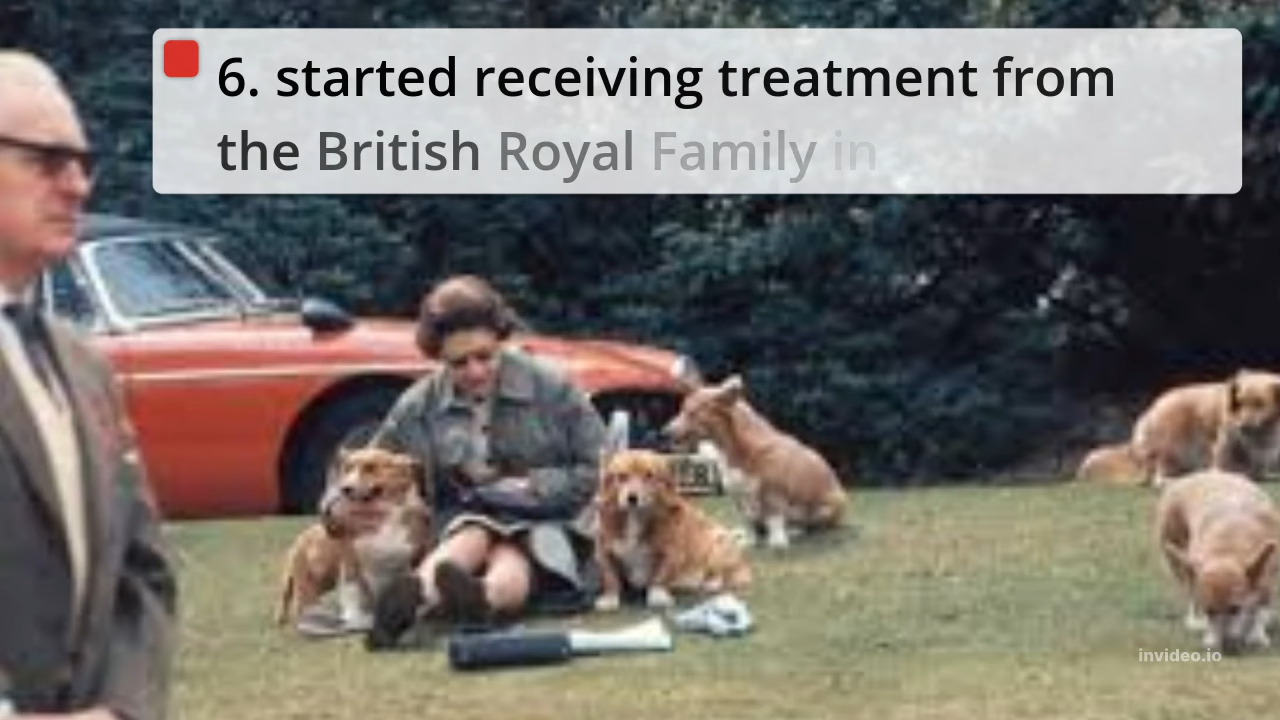 6. started receiving treatment from
the British Royal Family in
invideo.io